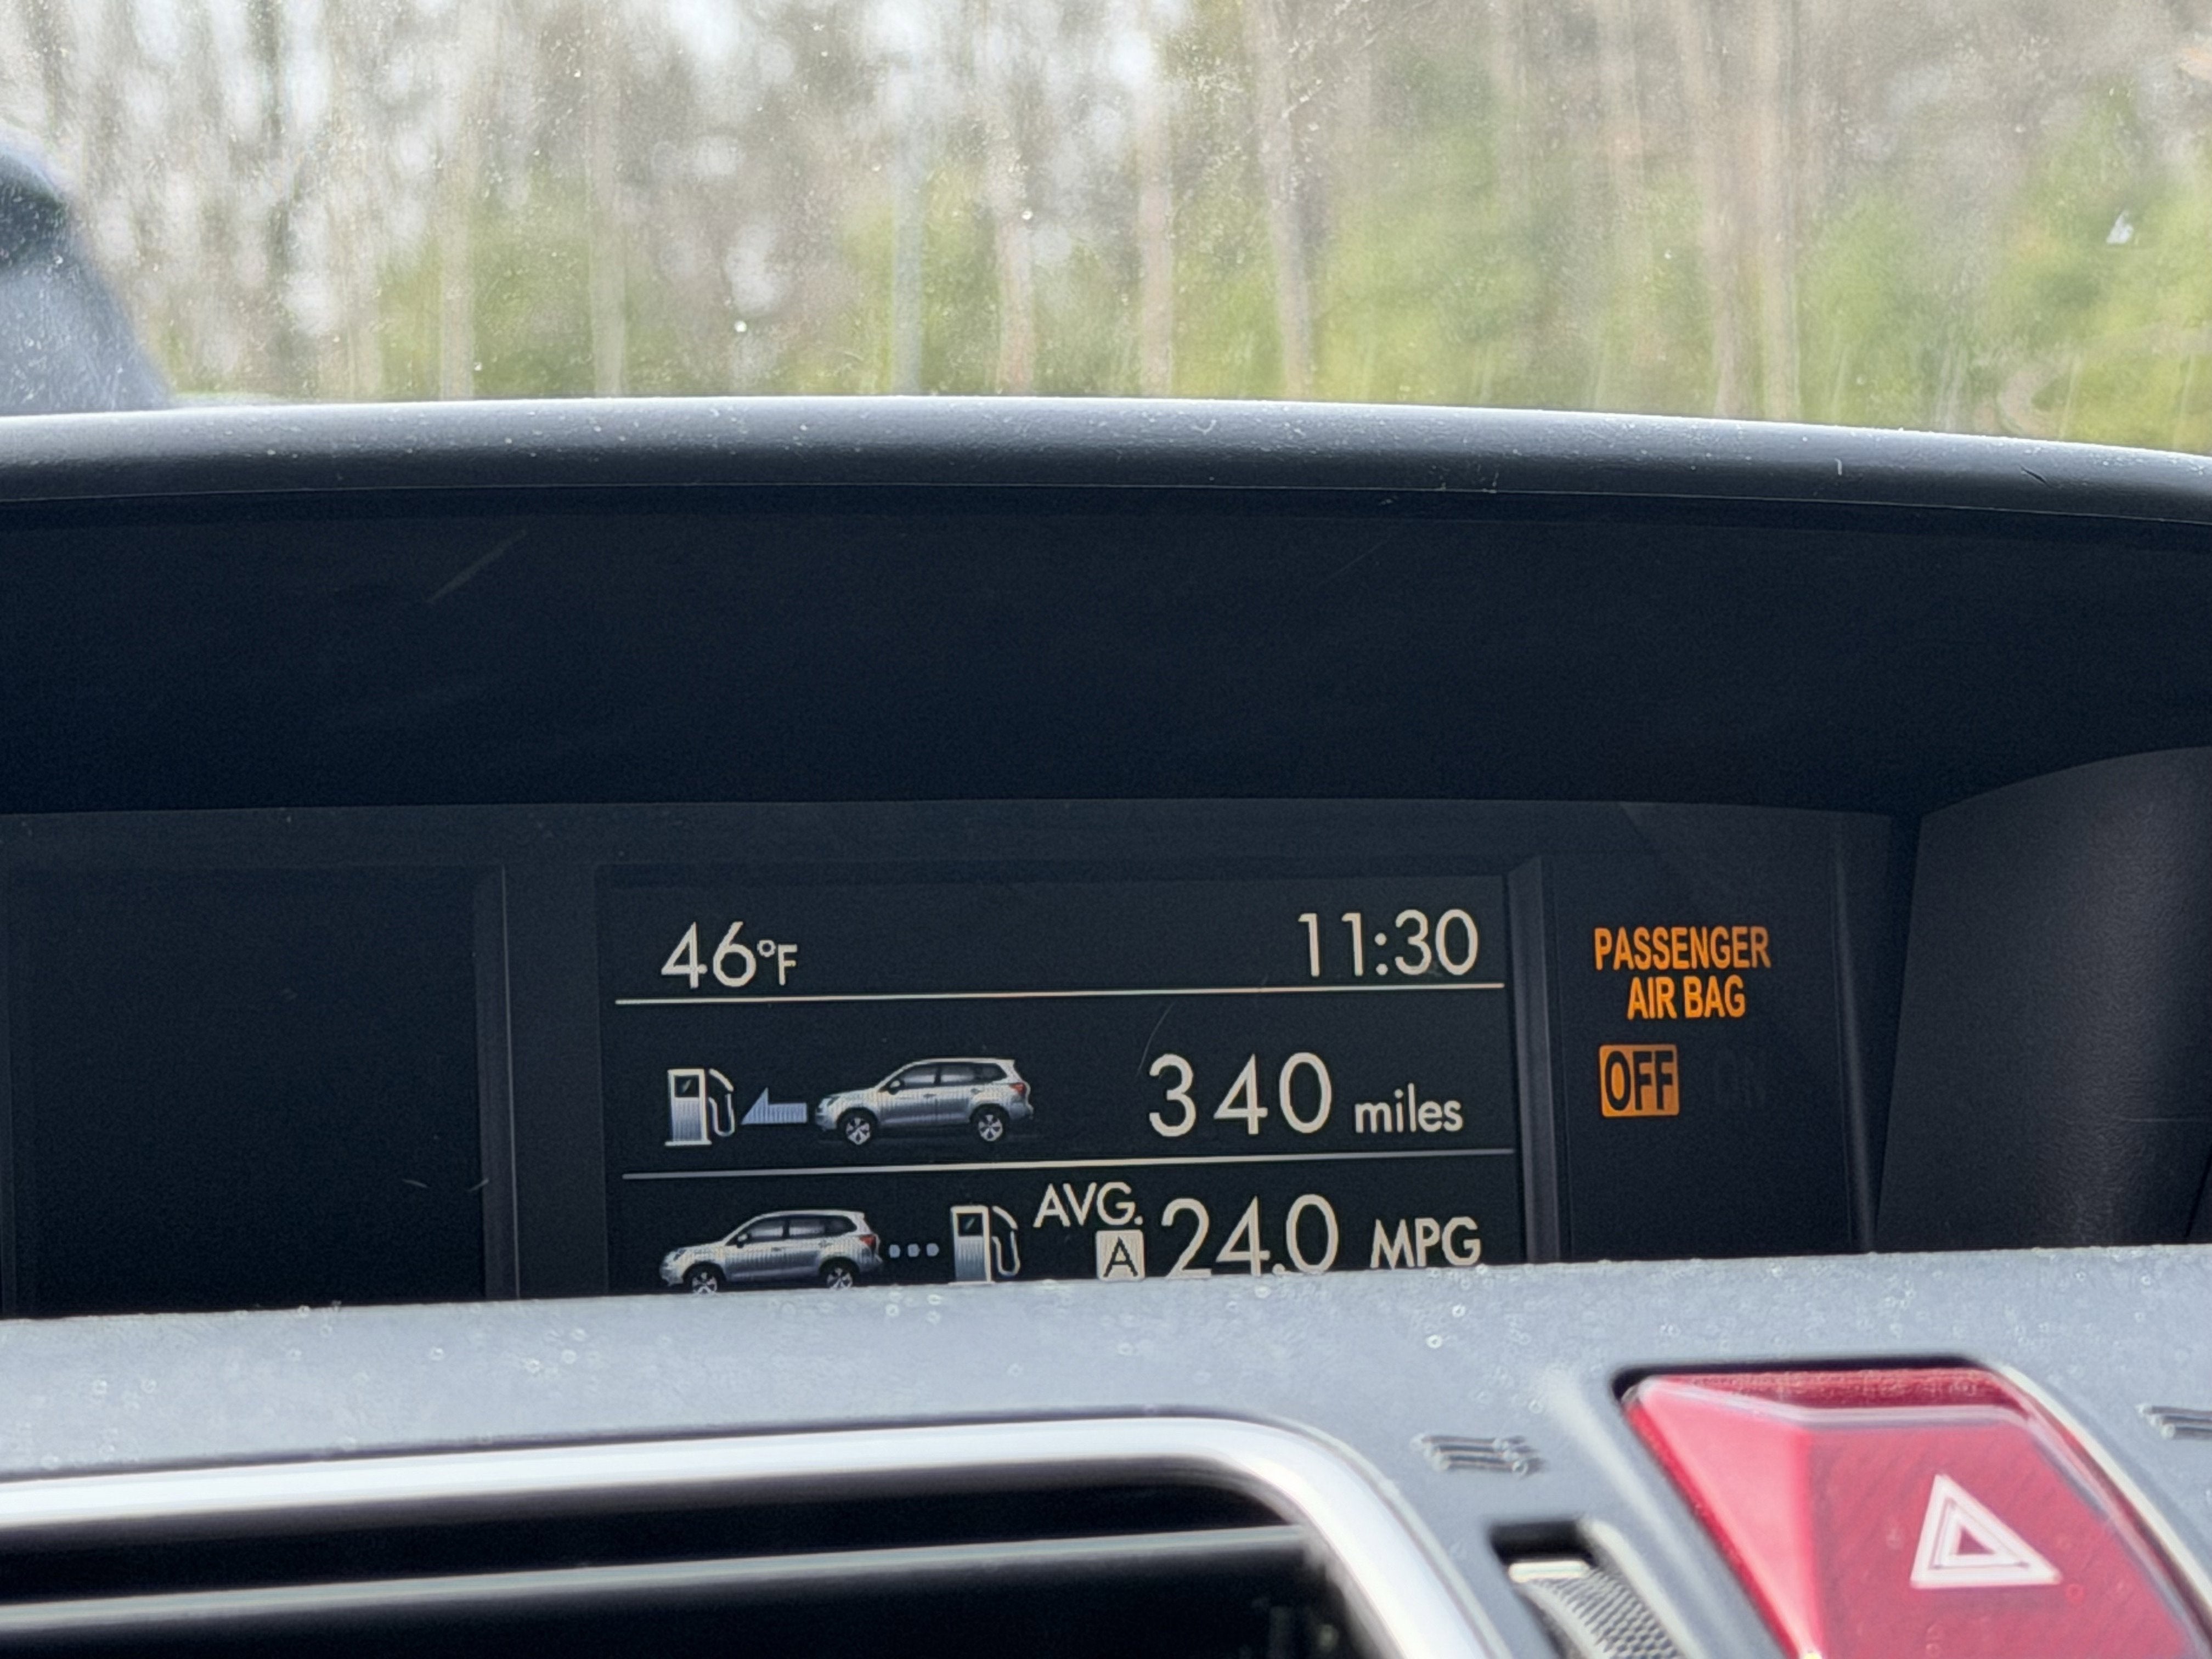 46°F 11:30
PASSENGER
AIR BAG
OFF
340 miles
AVG.
A 24.0 MPG